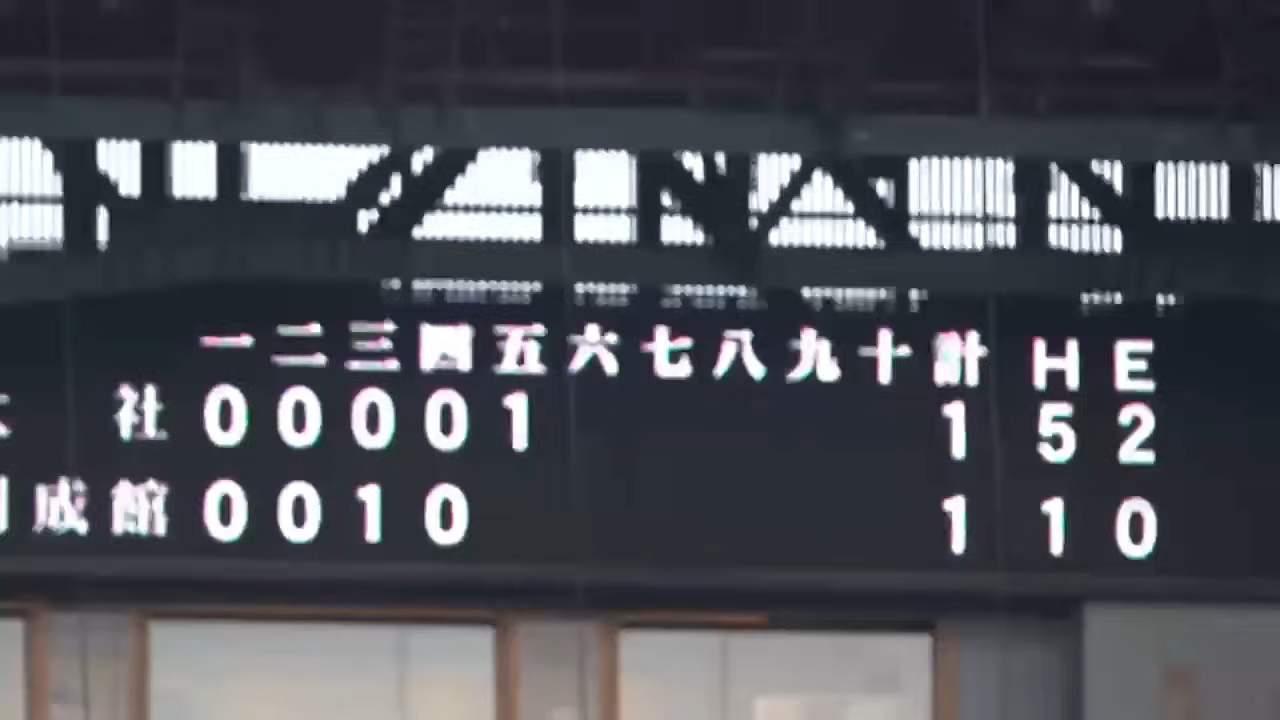 一 二 三 四 五 六 七 八 九 十 計 H E
社 0 0 0 0 1 1 5 2
成 館 0 0 1 0 1 1 0